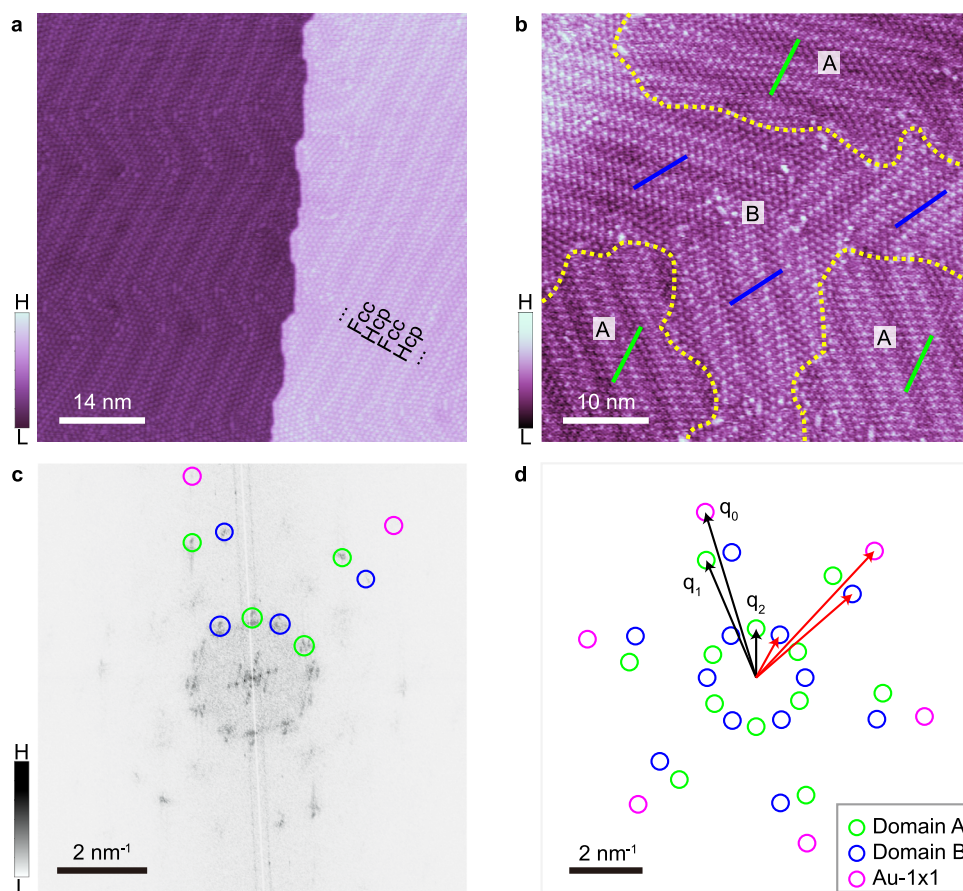 a
H
L
14 nm
...
Fcc
Hcp
Fcc
Hcp
...
b
H
L
A
B
A
A
10 nm
c
H
L
2 nm⁻¹
d
q₀
q₁
q₂
2 nm⁻¹
Domain A
Domain B
Au-1x1